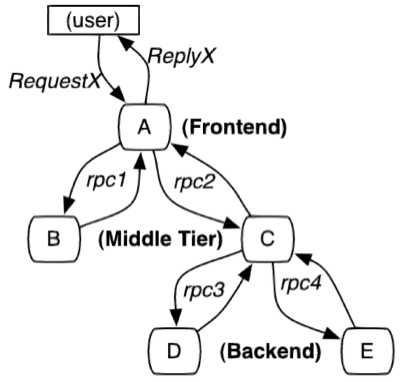 (user)
ReplyX
RequestX
A (Frontend)
rpc1 rpc2
B (Middle Tier) C
rpc3 rpc4
D (Backend) E